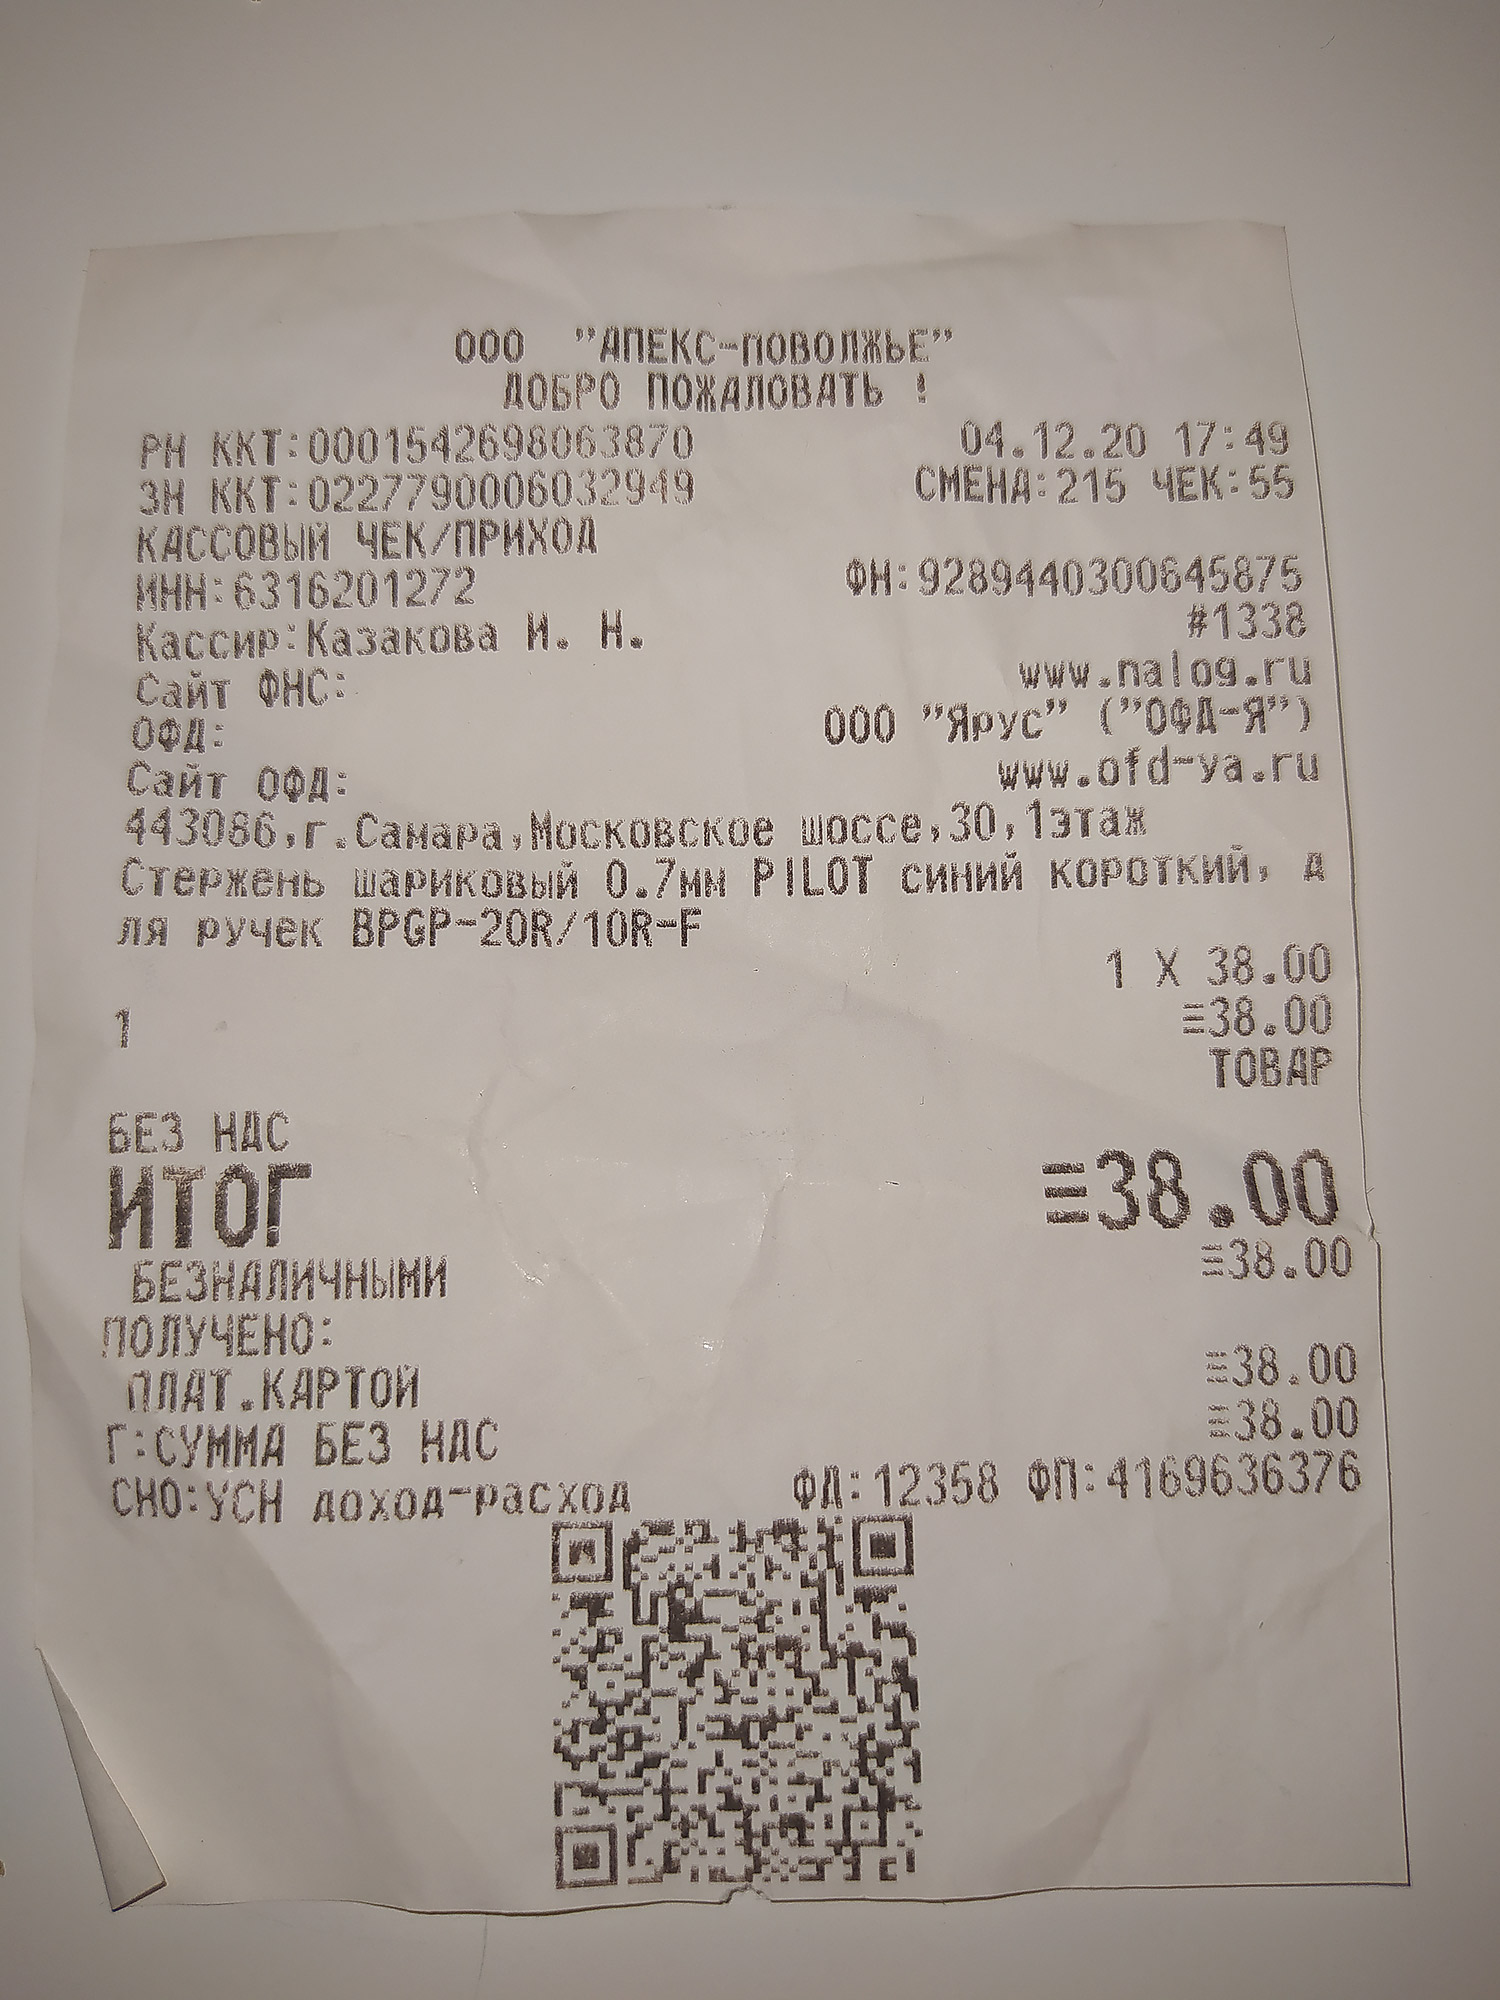 ООО "АПЕКС-ПОВОЛЖЬЕ"
ДОБРО ПОЖАЛОВАТЬ !
РН ККТ:0001542698063870 04.12.20 17:49
ЗН ККТ:0227790006032949 СМЕНА:215 ЧЕК:55
КАССОВЫЙ ЧЕК/ПРИХОД
ИНН:6316201272 ФН:9289440300645875
Кассир:Казакова И. Н. #1338
Сайт ФНС: www.nalog.ru
ОФД: ООО "Ярус" ("ОФД-Я")
Сайт ОФД: www.ofd-ya.ru
443086,г.Самара,Московское шоссе,30,1этаж
Стержень шариковый 0.7мм PILOT синий короткий, д
ля ручек BPGP-20R/10R-F
1 X 38.00
1 ≡38.00
ТОВАР
БЕЗ НДС
ИТОГ ≡38.00
БЕЗНАЛИЧНЫМИ ≡38.00
ПОЛУЧЕНО:
ПЛАТ.КАРТОЙ ≡38.00
Г:СУММА БЕЗ НДС ≡38.00
СНО:УСН доход-расход ФД:12358 ФП:4169636376